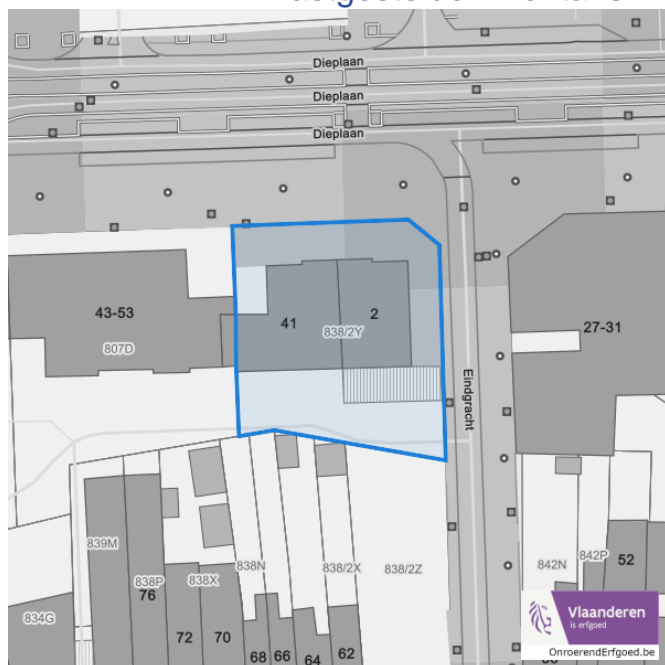 Dieplaan
Dieplaan
Dieplaan
43-53
807D
41
2
838/2Y
27-31
Eindgracht
839M
838P
76
838X
838N
838/2X
838/2Z
842N
842P
52
834G
72
70
68
66
64
62
Vlaanderen
is erfgoed
OnroerendErfgoed.be